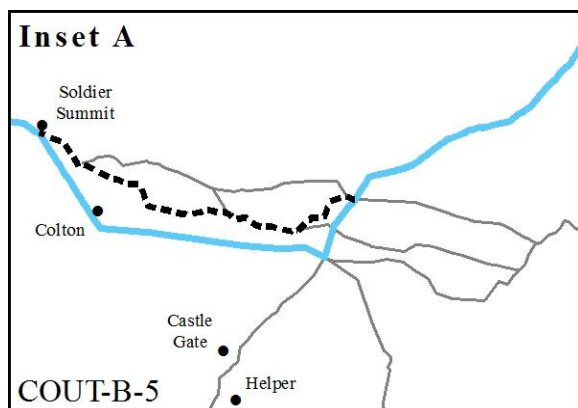 Inset A
Soldier
Summit
Colton
Castle
Gate
Helper
COUT-B-5